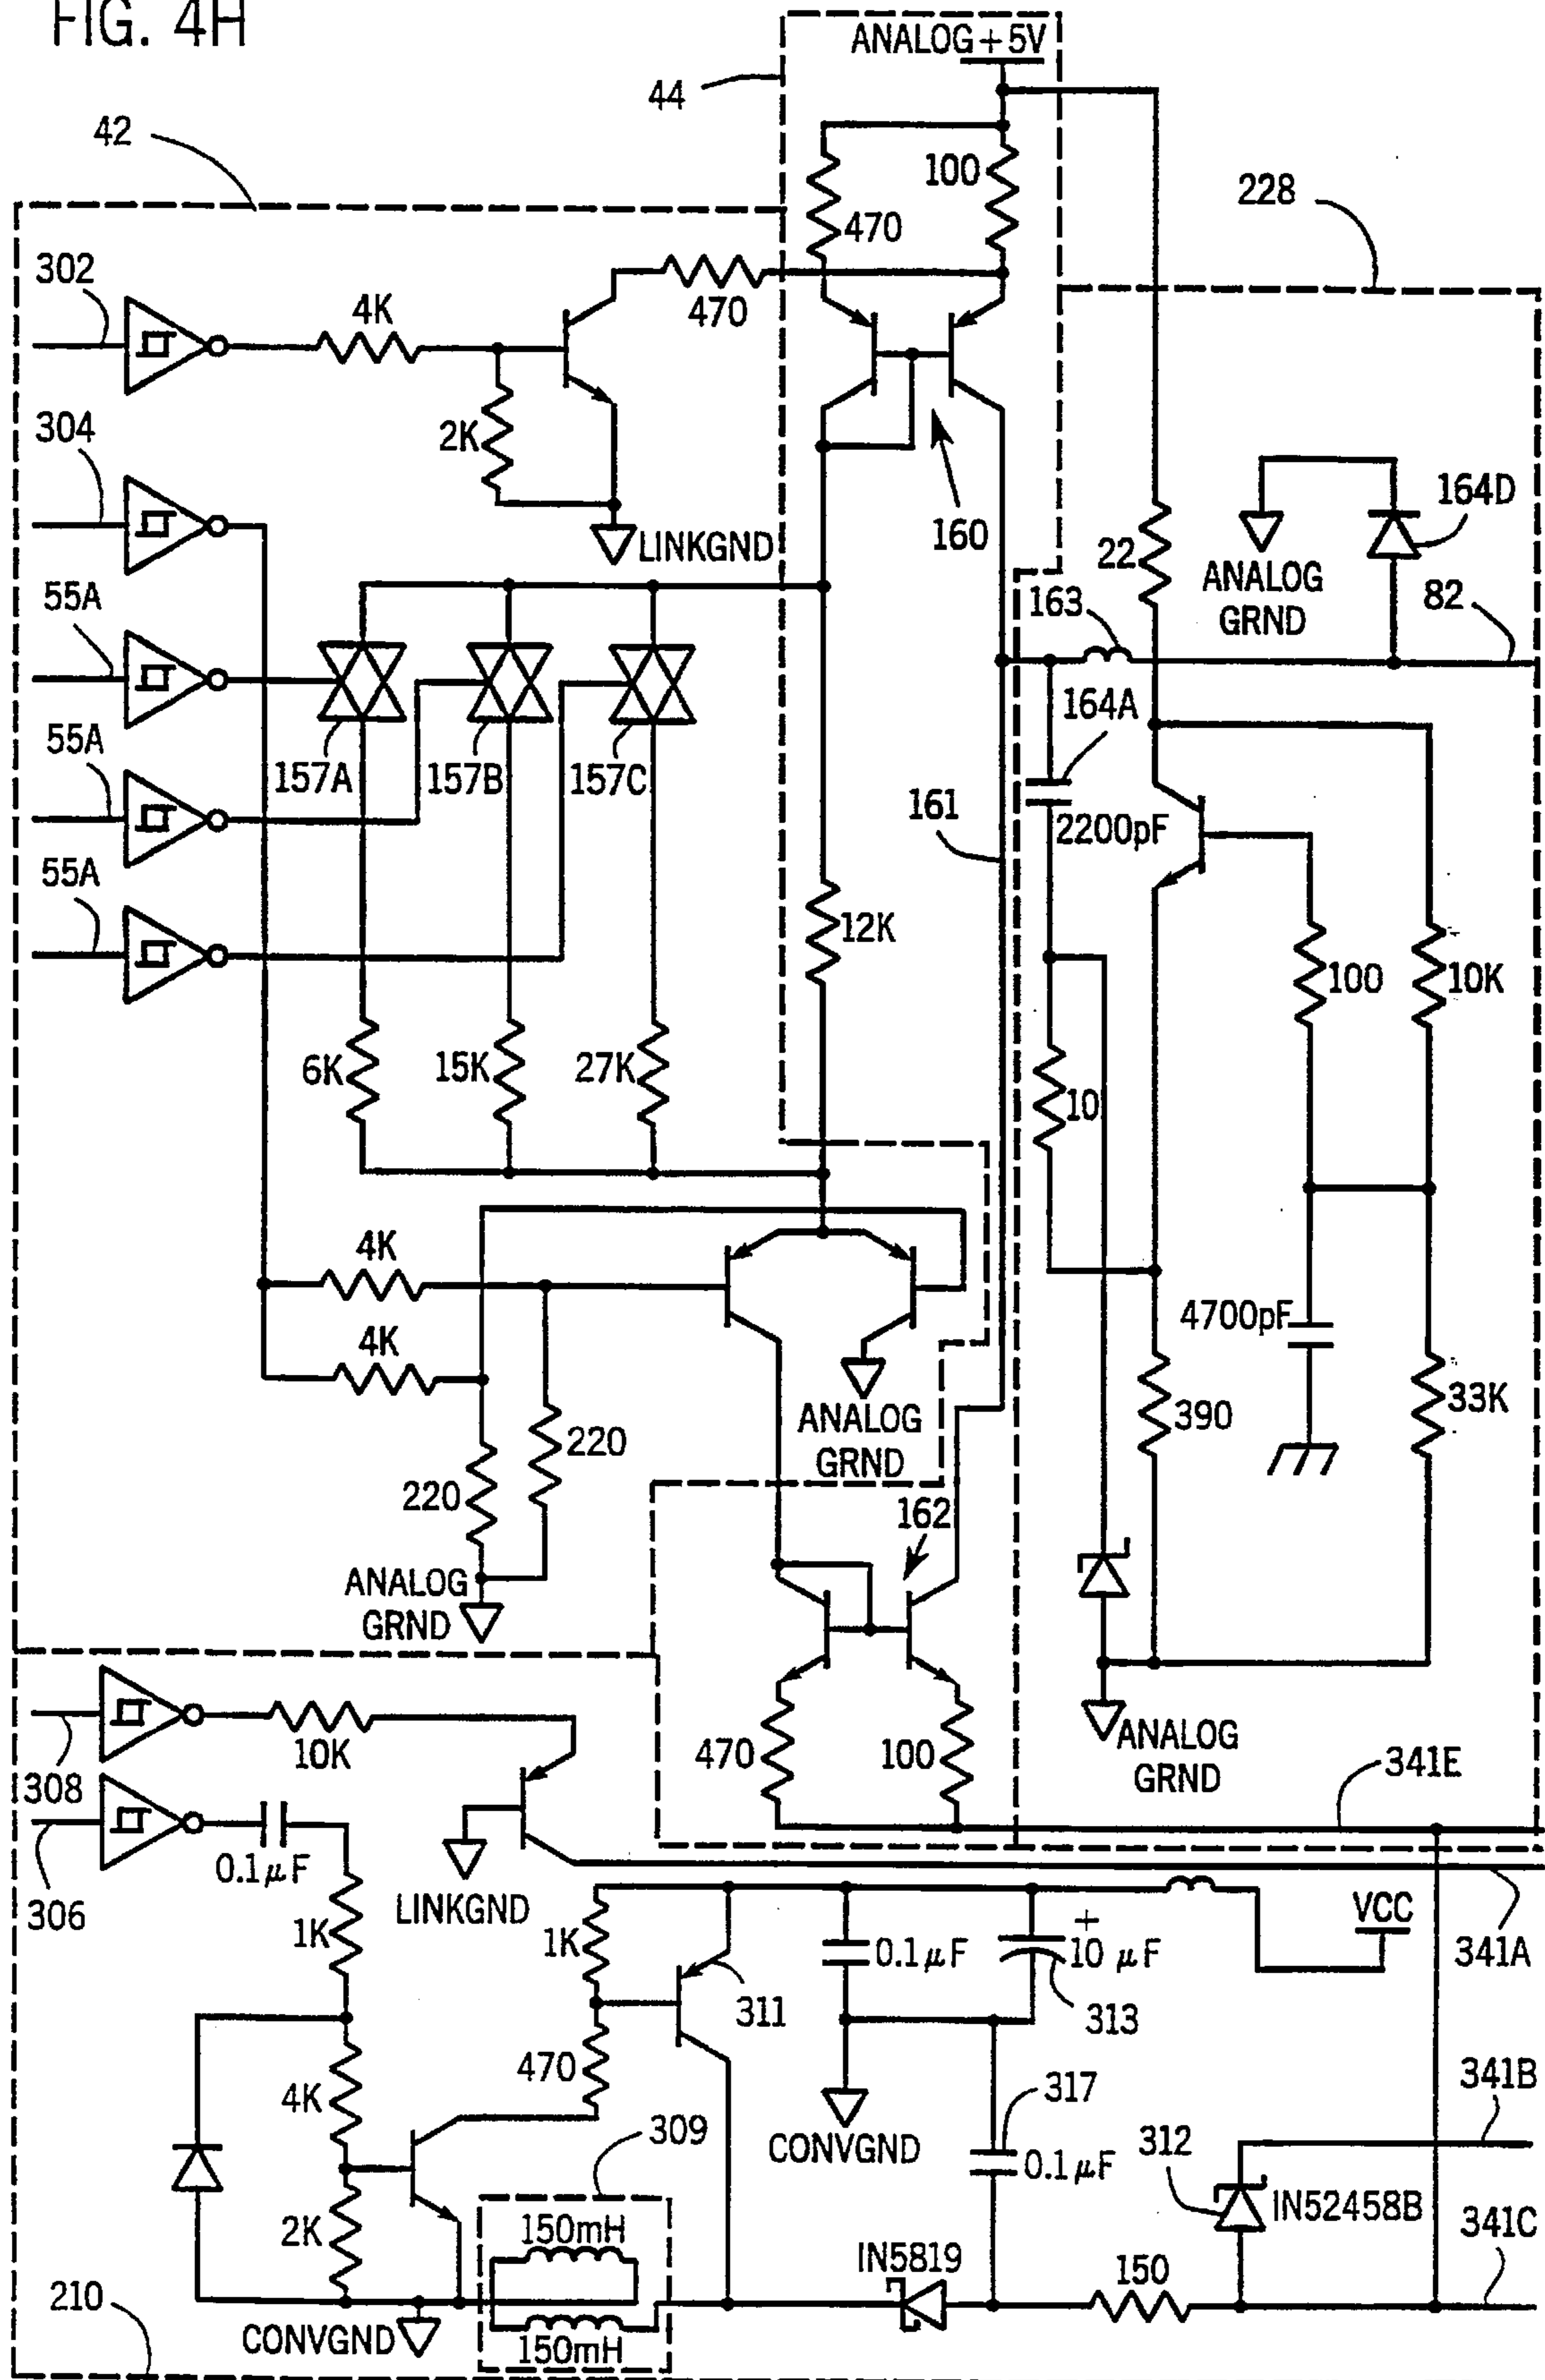 FIG. 4H
ANALOG + 5V
44
42
100
470
228
302
4K
470
304
2K
160
164D
LINKGND
22
ANALOG
GRND
55A
163
82
164A
55A
157A
157B
157C
161
2200pF
55A
12K
100
10K
6K
15K
27K
10
4K
4700pF
4K
ANALOG
GRND
390
33K
220
220
162
ANALOG
GRND
308
10K
470
100
ANALOG
GRND
341E
306
0.1µF
LINKGND
1K
1K
VCC
0.1µF
+
10 µF
341A
311
313
470
4K
317
341B
309
CONVGND
312
0.1µF
2K
150mH
IN5819
IN52458B
341C
150
210
CONVGND
150mH